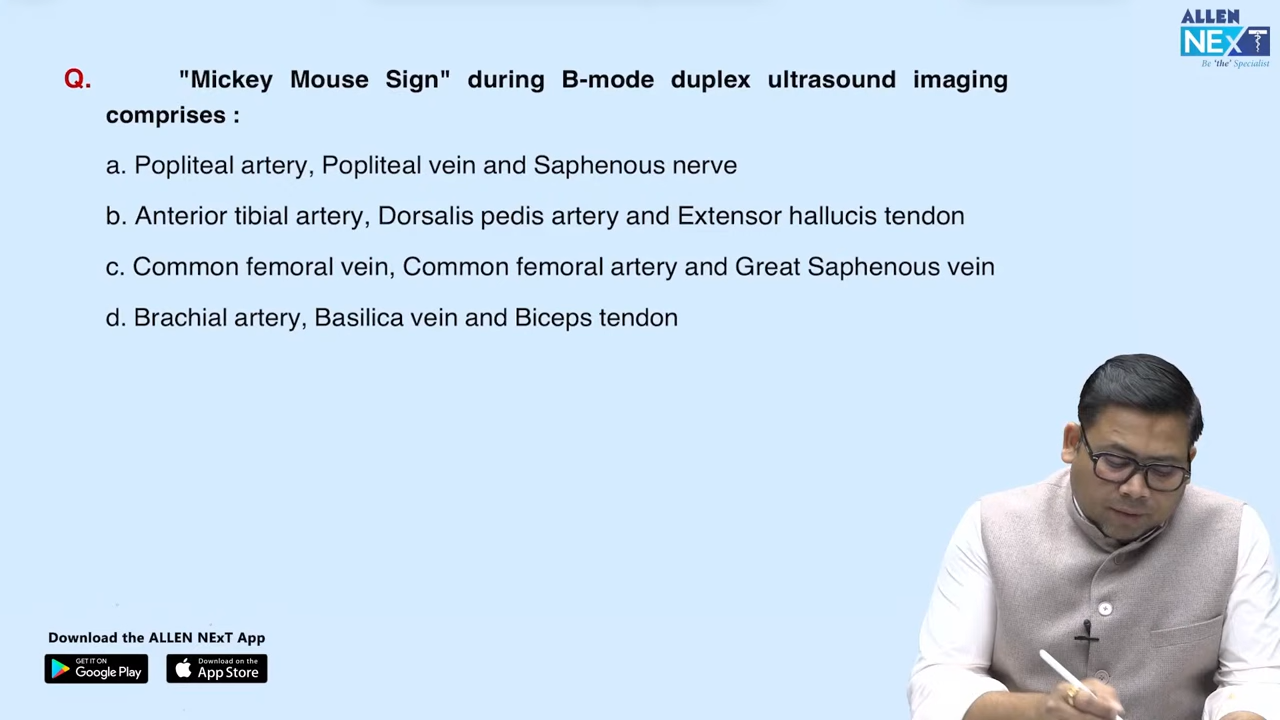 ALLEN
NExT
Be 'the' Specialist
Q. "Mickey Mouse Sign" during B-mode duplex ultrasound imaging
comprises :
a. Popliteal artery, Popliteal vein and Saphenous nerve
b. Anterior tibial artery, Dorsalis pedis artery and Extensor hallucis tendon
c. Common femoral vein, Common femoral artery and Great Saphenous vein
d. Brachial artery, Basilica vein and Biceps tendon
Download the ALLEN NExT App
GET IT ON
Google Play
Download on the
App Store